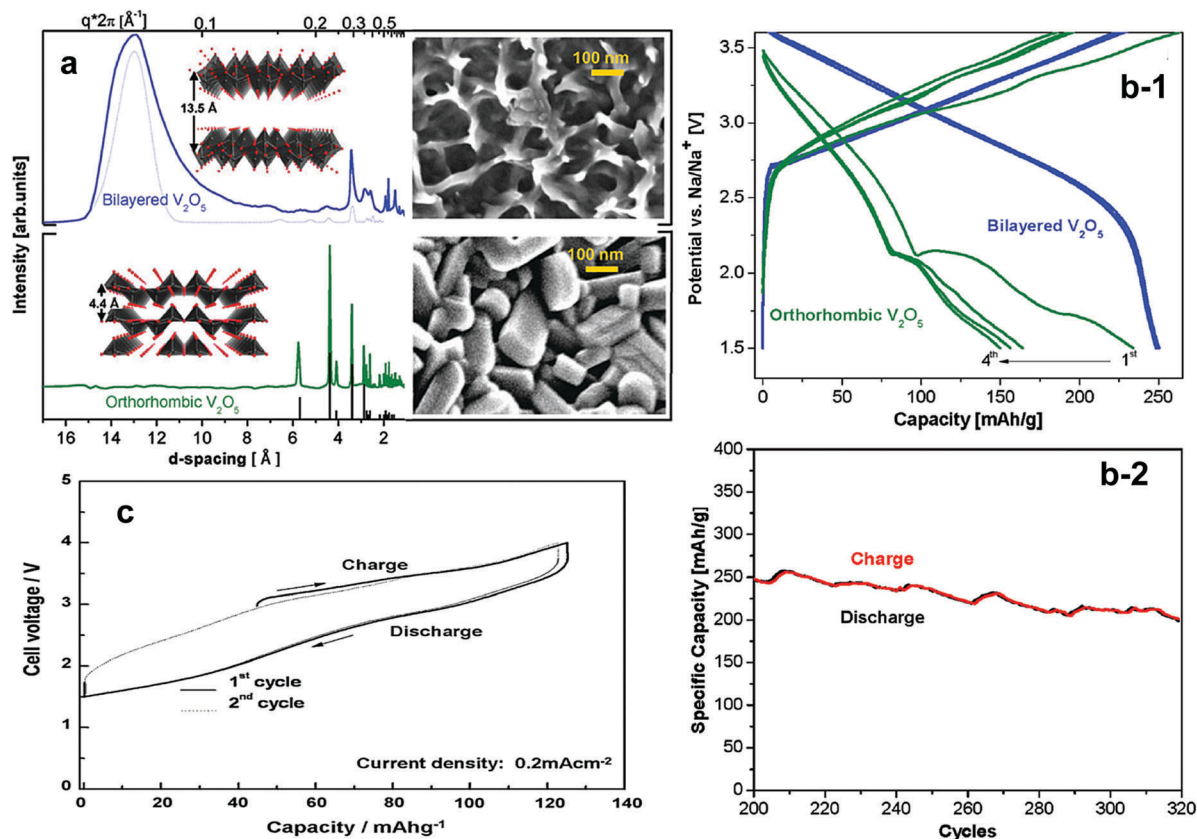 q*2π [Å⁻¹] 0.1 0.2 0.3 0.5
a
13.5 Å
Bilayered V₂O₅
4.4 Å
Orthorhombic V₂O₅
Intensity [arb.units]
16 14 12 10 8 6 4 2
d-spacing [ Å ]
100 nm
100 nm
b-1
3.5
3.0
2.5
2.0
1.5
Potential vs. Na/Na⁺ [V]
Bilayered V₂O₅
Orthorhombic V₂O₅
4ᵗʰ 1ˢᵗ
0 50 100 150 200 250
Capacity [mAh/g]
c
5
4
3
2
1
0
Cell voltage / V
Charge
Discharge
1ˢᵗ cycle
2ⁿᵈ cycle
Current density: 0.2mAcm⁻²
0 20 40 60 80 100 120 140
Capacity / mAhg⁻¹
b-2
400
350
300
250
200
150
100
50
0
Specific Capacity [mAh/g]
Charge
Discharge
200 220 240 260 280 300 320
Cycles